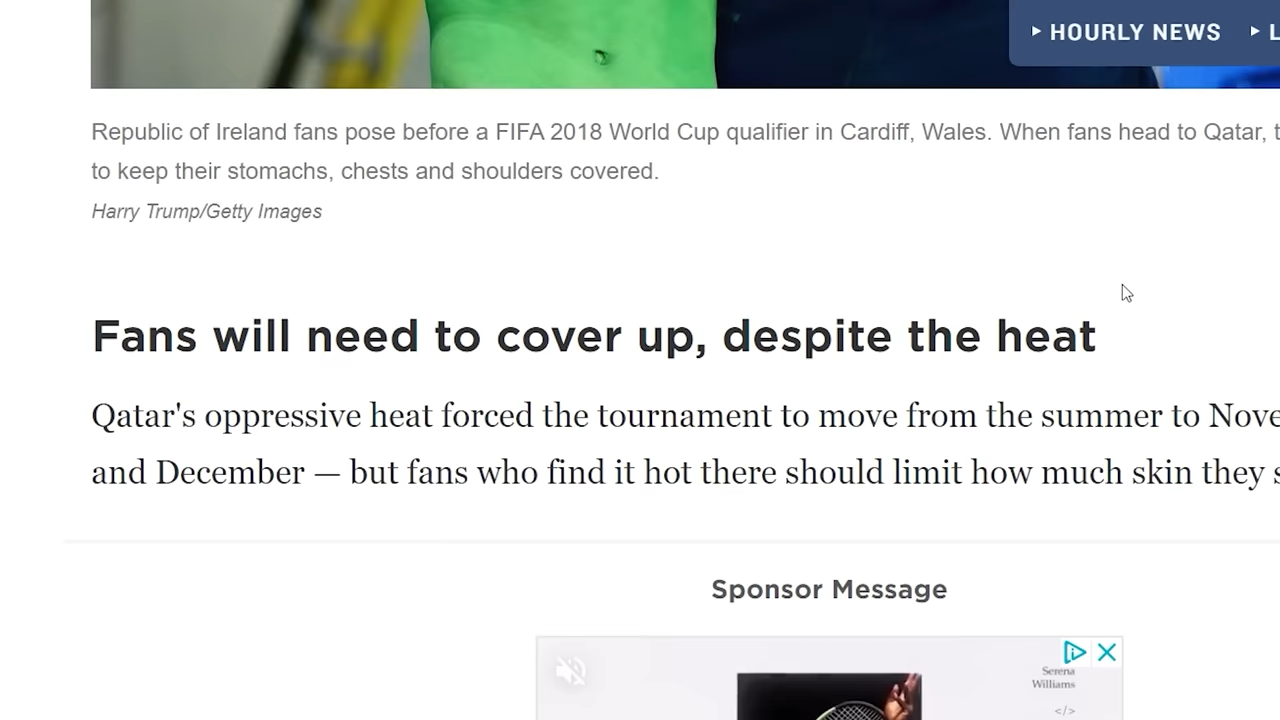 HOURLY NEWS
Republic of Ireland fans pose before a FIFA 2018 World Cup qualifier in Cardiff, Wales. When fans head to Qatar,
to keep their stomachs, chests and shoulders covered.
Harry Trump/Getty Images
Fans will need to cover up, despite the heat
Qatar's oppressive heat forced the tournament to move from the summer to Nove
and December — but fans who find it hot there should limit how much skin they s
Sponsor Message
Serena
Williams
</>